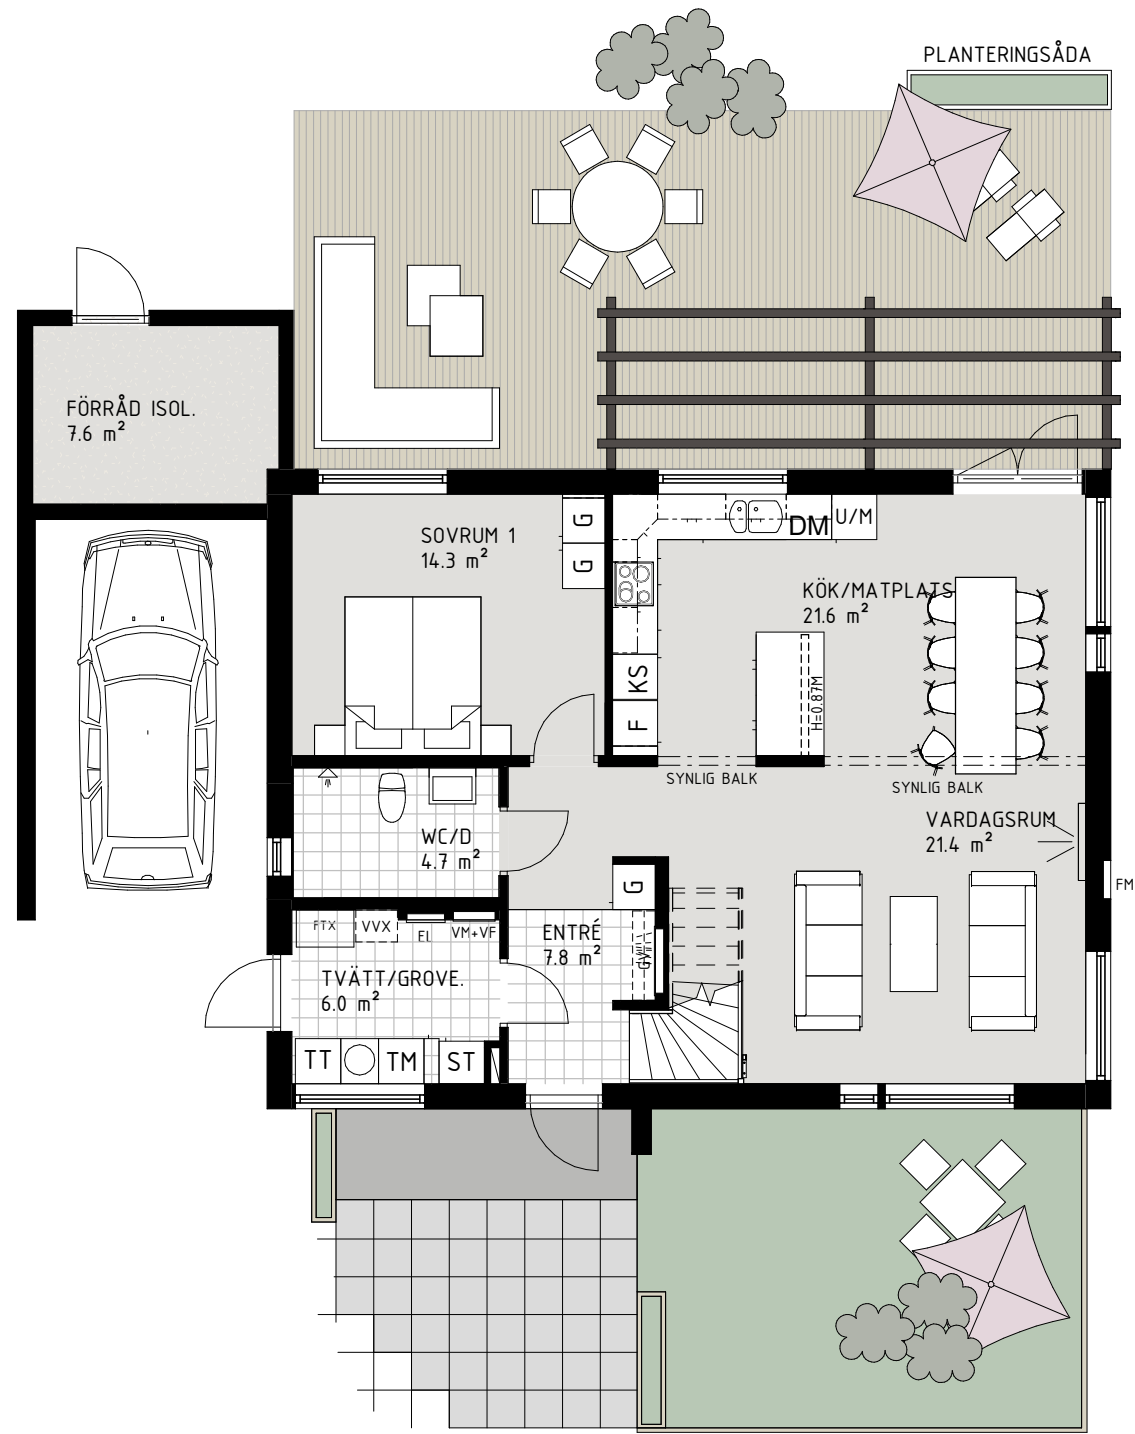 PLANTERINGSÅDA
FÖRRÅD ISOL.
7.6 m²
SOVRUM 1
14.3 m²
G
G
DM
U/M
KÖK/MATPLATS
21.6 m²
KS
F
H=0.87M
SYNLIG BALK
SYNLIG BALK
WC/D
4.7 m²
VARDAGSRUM
21.4 m²
FM
G
FTX
VVX
EL
VM+VF
ENTRÉ
7.8 m²
TVÄTT/GROVE.
6.0 m²
TT
TM
ST